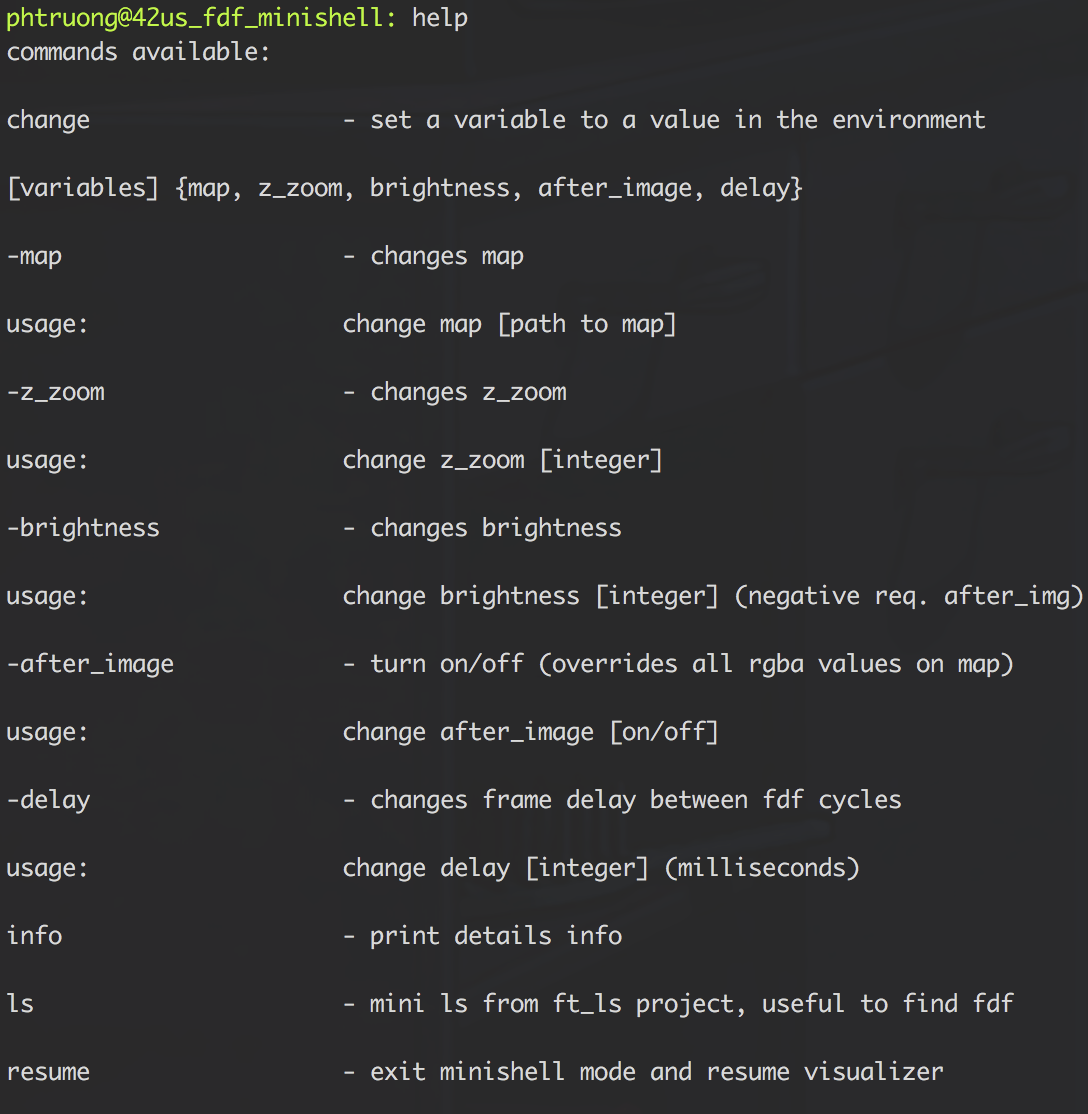 phtruong@42us_fdf_minishell: help
commands available:
change - set a variable to a value in the environment
[variables] {map, z_zoom, brightness, after_image, delay}
-map - changes map
usage: change map [path to map]
-z_zoom - changes z_zoom
usage: change z_zoom [integer]
-brightness - changes brightness
usage: change brightness [integer] (negative req. after_img)
-after_image - turn on/off (overrides all rgba values on map)
usage: change after_image [on/off]
-delay - changes frame delay between fdf cycles
usage: change delay [integer] (milliseconds)
info - print details info
ls - mini ls from ft_ls project, useful to find fdf
resume - exit minishell mode and resume visualizer